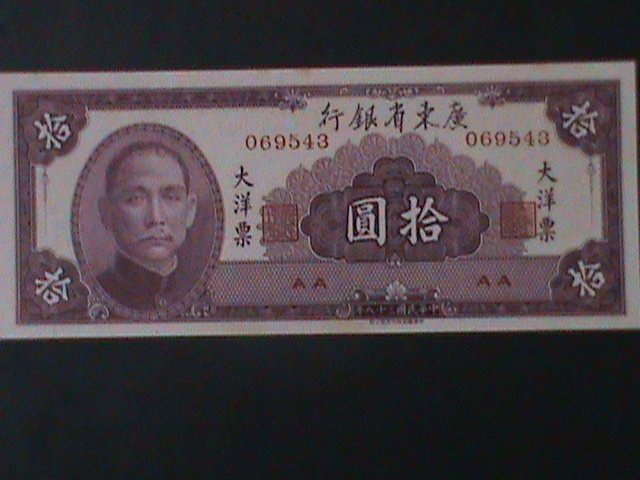 行銀省東廣
069543 069543
大洋票 大洋票
圓拾
拾 拾
拾 拾
AA AA